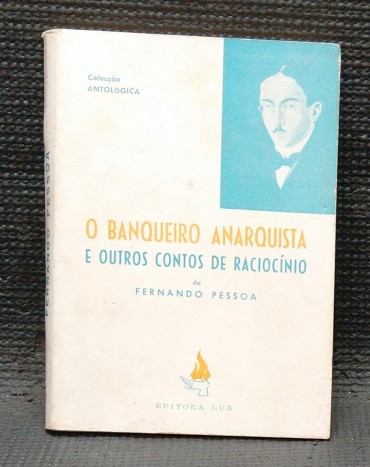 Colecção
ANTOLóGICA
O BANQUEIRO ANARQUISTA
E OUTROS CONTOS DE RACIOCÍNIO
de
FERNANDO PESSOA
EDITORA LUX
FERNANDO PESSOA